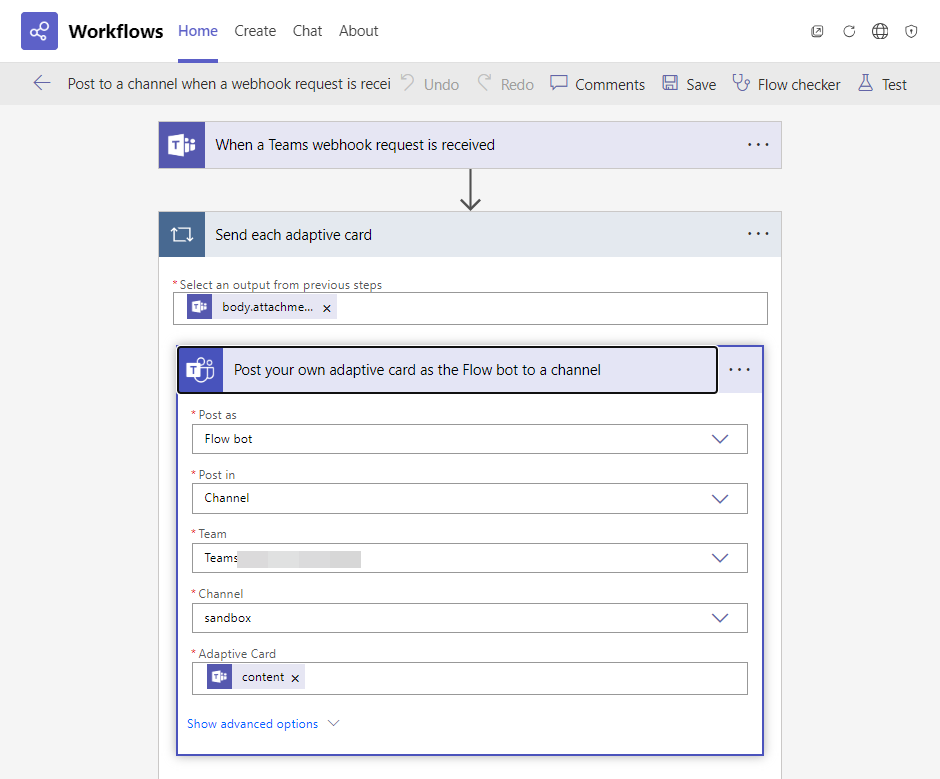 Workflows Home Create Chat About
Post to a channel when a webhook request is recei Undo Redo Comments Save Flow checker Test
When a Teams webhook request is received
Send each adaptive card
* Select an output from previous steps
body.attachme... ×
Post your own adaptive card as the Flow bot to a channel
* Post as
Flow bot
* Post in
Channel
* Team
Teams
* Channel
sandbox
* Adaptive Card
content ×
Show advanced options